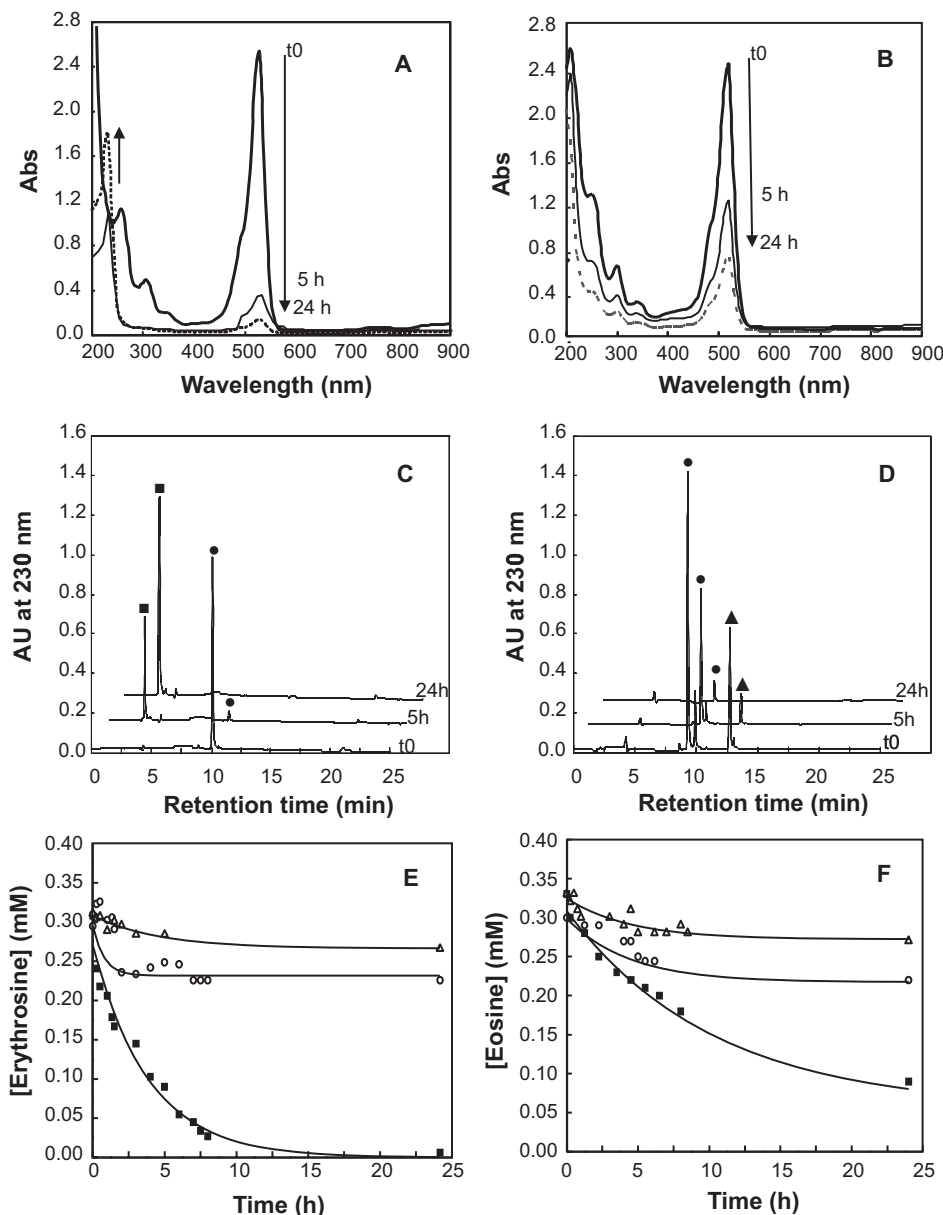 2.8
2.4
2.0
1.6
1.2
0.8
0.4
0.0
Abs
t0
A
5 h
24 h
200 300 400 500 600 700 800 900
Wavelength (nm)
2.8
2.4
2.0
1.6
1.2
0.8
0.4
0.0
Abs
t0
B
5 h
24 h
200 300 400 500 600 700 800 900
Wavelength (nm)
1.6
1.4
1.2
1.0
0.8
0.6
0.4
0.2
0.0
AU at 230 nm
C
24h
5h
t0
0 5 10 15 20 25
Retention time (min)
1.6
1.4
1.2
1.0
0.8
0.6
0.4
0.2
0.0
AU at 230 nm
D
24h
5h
t0
0 5 10 15 20 25
Retention time (min)
0.40
0.35
0.30
0.25
0.20
0.15
0.10
0.05
0.00
[Erythrosine] (mM)
E
0 5 10 15 20 25
Time (h)
0.40
0.35
0.30
0.25
0.20
0.15
0.10
0.05
0.00
[Eosine] (mM)
F
0 5 10 15 20 25
Time (h)